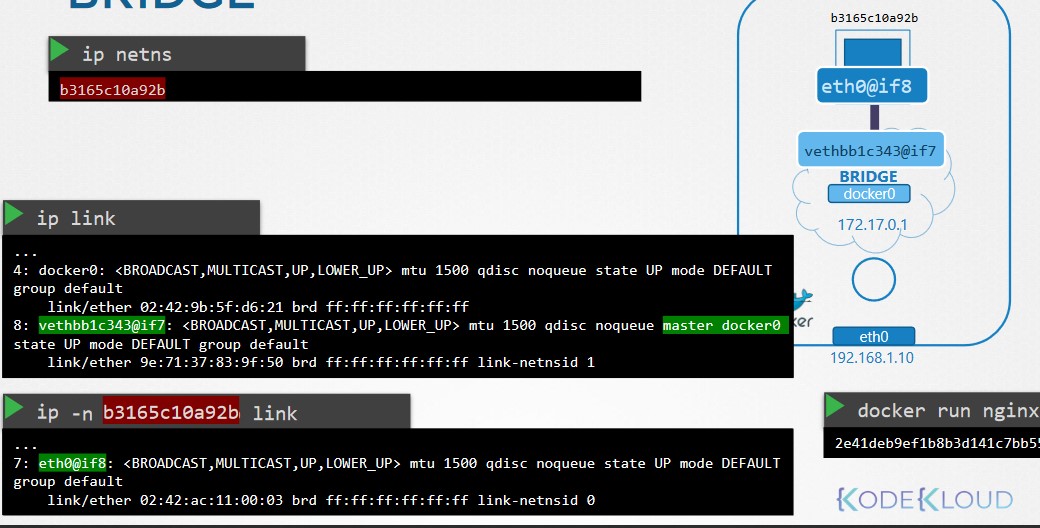 BRIDGE
ip netns
b3165c10a92b
ip link
...
4: docker0: <BROADCAST,MULTICAST,UP,LOWER_UP> mtu 1500 qdisc noqueue state UP mode DEFAULT
group default
link/ether 02:42:9b:5f:d6:21 brd ff:ff:ff:ff:ff:ff
8: vethbb1c343@if7: <BROADCAST,MULTICAST,UP,LOWER_UP> mtu 1500 qdisc noqueue master docker0
state UP mode DEFAULT group default
link/ether 9e:71:37:83:9f:50 brd ff:ff:ff:ff:ff:ff link-netnsid 1
ip -n b3165c10a92b link
...
7: eth0@if8: <BROADCAST,MULTICAST,UP,LOWER_UP> mtu 1500 qdisc noqueue state UP mode DEFAULT
group default
link/ether 02:42:ac:11:00:03 brd ff:ff:ff:ff:ff:ff link-netnsid 0
b3165c10a92b
eth0@if8
vethbb1c343@if7
BRIDGE
docker0
172.17.0.1
ker
eth0
192.168.1.10
docker run nginx
2e41deb9ef1b8b3d141c7bb55
KODEKLOUD